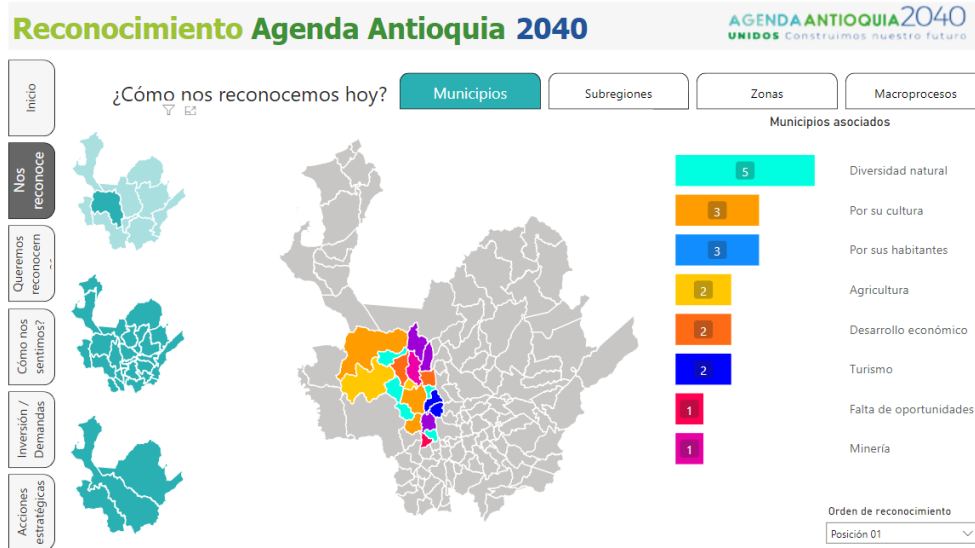 Reconocimiento Agenda Antioquia 2040
AGENDA ANTIOQUIA 2040
UNIDOS Construimos nuestro futuro
Inicio
Nos
reconoce
Queremos
reconocern
Cómo nos
sentimos?
Inversión /
Demandas
Acciones
estratégicas
¿Cómo nos reconocemos hoy?
Municipios
Subregiones
Zonas
Macroprocesos
Municipios asociados
5 Diversidad natural
3 Por su cultura
3 Por sus habitantes
2 Agricultura
2 Desarrollo económico
2 Turismo
1 Falta de oportunidades
1 Minería
Orden de reconocimiento
Posición 01